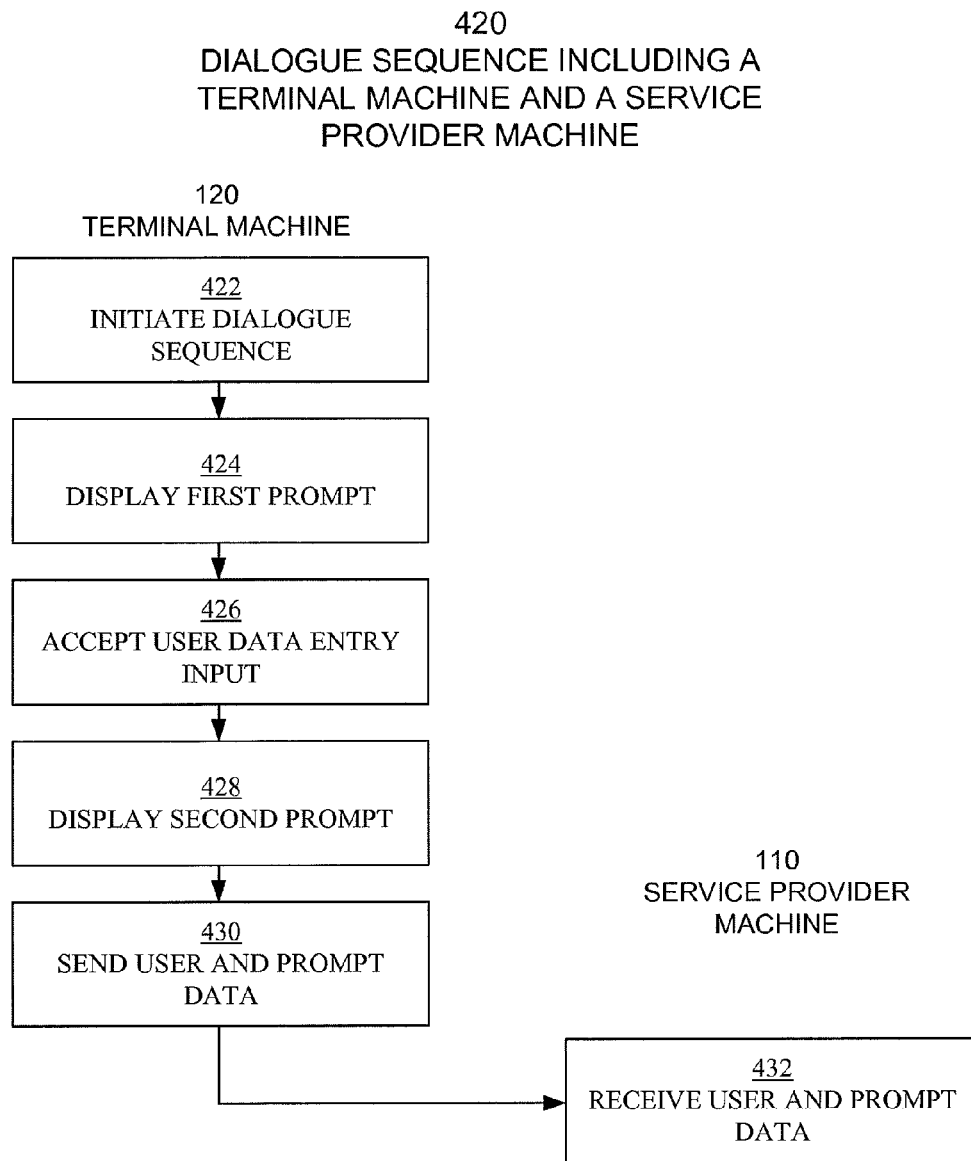 420
DIALOGUE SEQUENCE INCLUDING A
TERMINAL MACHINE AND A SERVICE
PROVIDER MACHINE
120
TERMINAL MACHINE
422
INITIATE DIALOGUE
SEQUENCE
424
DISPLAY FIRST PROMPT
426
ACCEPT USER DATA ENTRY
INPUT
428
DISPLAY SECOND PROMPT
430
SEND USER AND PROMPT
DATA
110
SERVICE PROVIDER
MACHINE
432
RECEIVE USER AND PROMPT
DATA